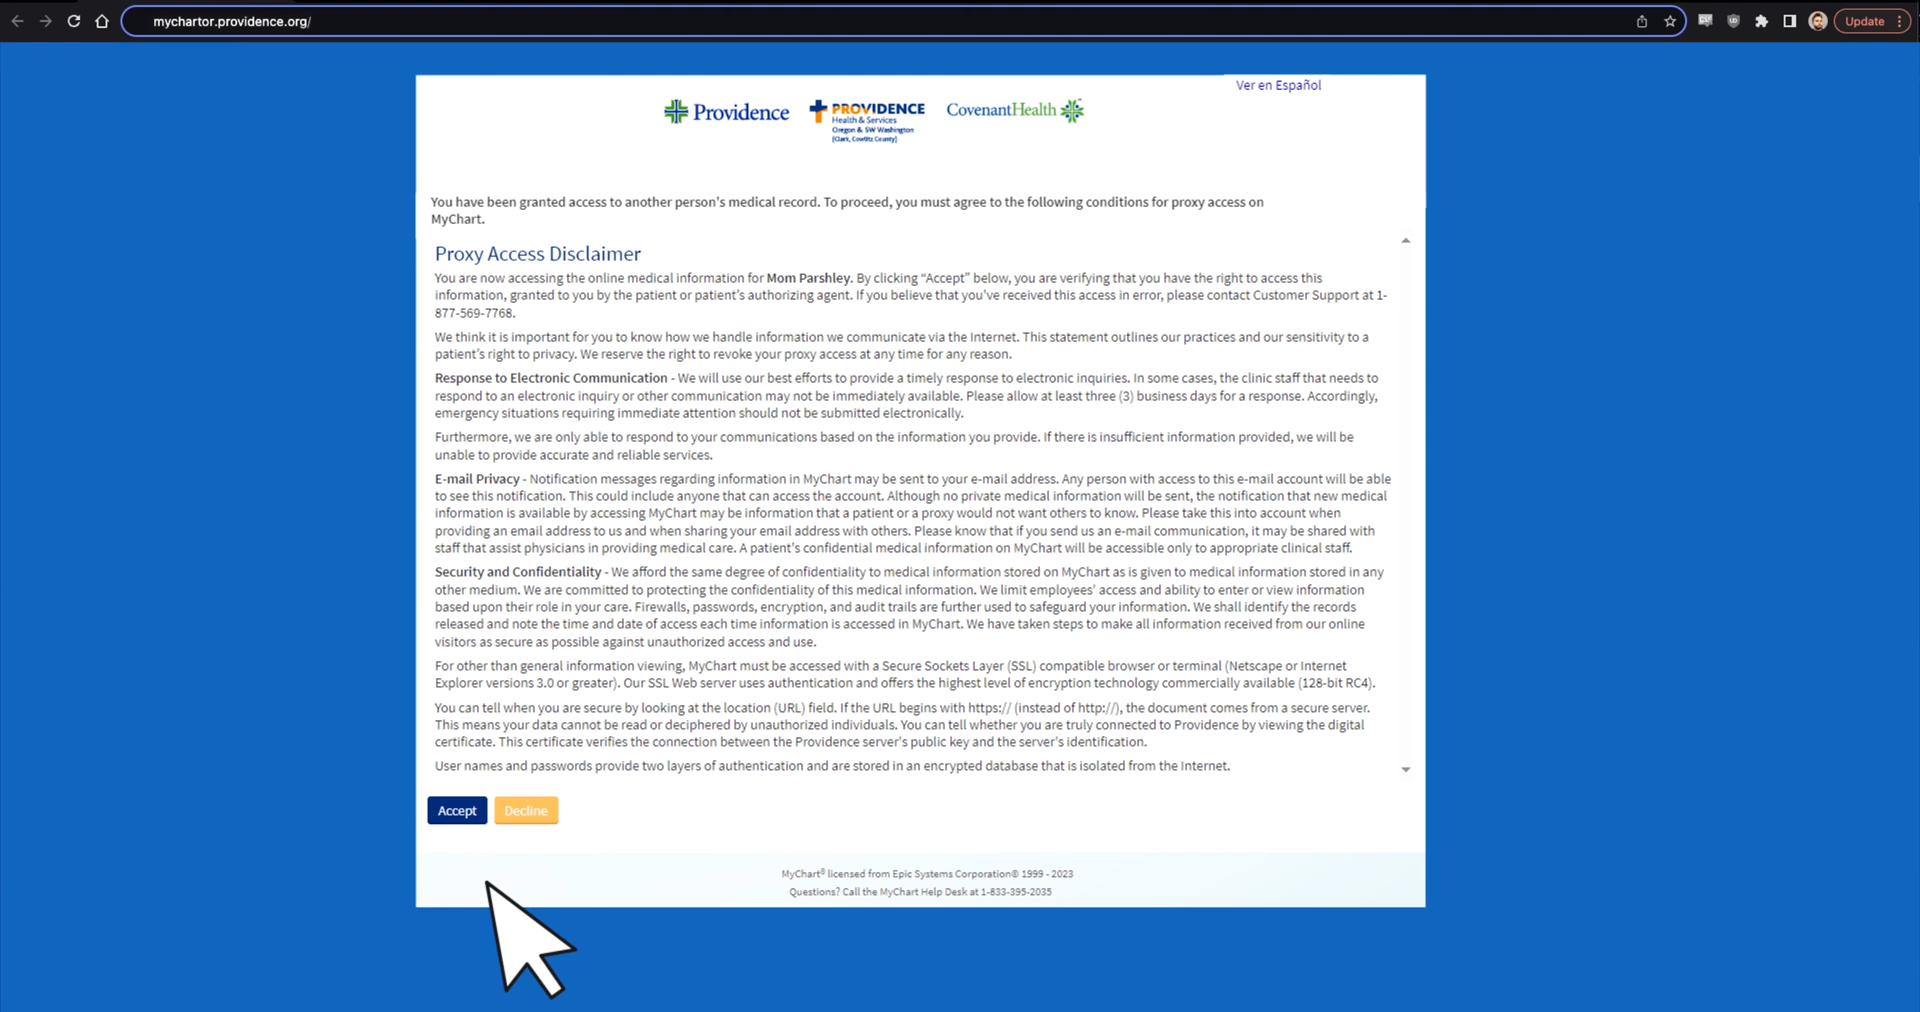 mychartor.providence.org/
Update
Ver en Español
Providence
PROVIDENCE
Health & Services
Oregon & SW Washington
[Clark, Cowlitz County]
CovenantHealth
You have been granted access to another person's medical record. To proceed, you must agree to the following conditions for proxy access on
MyChart.
Proxy Access Disclaimer
You are now accessing the online medical information for Mom Parshley. By clicking “Accept” below, you are verifying that you have the right to access this
information, granted to you by the patient or patient’s authorizing agent. If you believe that you’ve received this access in error, please contact Customer Support at 1-
877-569-7768.
We think it is important for you to know how we handle information we communicate via the Internet. This statement outlines our practices and our sensitivity to a
patient’s right to privacy. We reserve the right to revoke your proxy access at any time for any reason.
Response to Electronic Communication - We will use our best efforts to provide a timely response to electronic inquiries. In some cases, the clinic staff that needs to
respond to an electronic inquiry or other communication may not be immediately available. Please allow at least three (3) business days for a response. Accordingly,
emergency situations requiring immediate attention should not be submitted electronically.
Furthermore, we are only able to respond to your communications based on the information you provide. If there is insufficient information provided, we will be
unable to provide accurate and reliable services.
E-mail Privacy - Notification messages regarding information in MyChart may be sent to your e-mail address. Any person with access to this e-mail account will be able
to see this notification. This could include anyone that can access the account. Although no private medical information will be sent, the notification that new medical
information is available by accessing MyChart may be information that a patient or a proxy would not want others to know. Please take this into account when
providing an email address to us and when sharing your email address with others. Please know that if you send us an e-mail communication, it may be shared with
staff that assist physicians in providing medical care. A patient's confidential medical information on MyChart will be accessible only to appropriate clinical staff.
Security and Confidentiality - We afford the same degree of confidentiality to medical information stored on MyChart as is given to medical information stored in any
other medium. We are committed to protecting the confidentiality of this medical information. We limit employees’ access and ability to enter or view information
based upon their role in your care. Firewalls, passwords, encryption, and audit trails are further used to safeguard your information. We shall identify the records
released and note the time and date of access each time information is accessed in MyChart. We have taken steps to make all information received from our online
visitors as secure as possible against unauthorized access and use.
For other than general information viewing, MyChart must be accessed with a Secure Sockets Layer (SSL) compatible browser or terminal (Netscape or Internet
Explorer versions 3.0 or greater). Our SSL Web server uses authentication and offers the highest level of encryption technology commercially available (128-bit RC4).
You can tell when you are secure by looking at the location (URL) field. If the URL begins with https:// (instead of http://), the document comes from a secure server.
This means your data cannot be read or deciphered by unauthorized individuals. You can tell whether you are truly connected to Providence by viewing the digital
certificate. This certificate verifies the connection between the Providence server's public key and the server's identification.
User names and passwords provide two layers of authentication and are stored in an encrypted database that is isolated from the Internet.
Accept
Decline
MyChart® licensed from Epic Systems Corporation© 1999 - 2023
Questions? Call the MyChart Help Desk at 1-833-395-2035